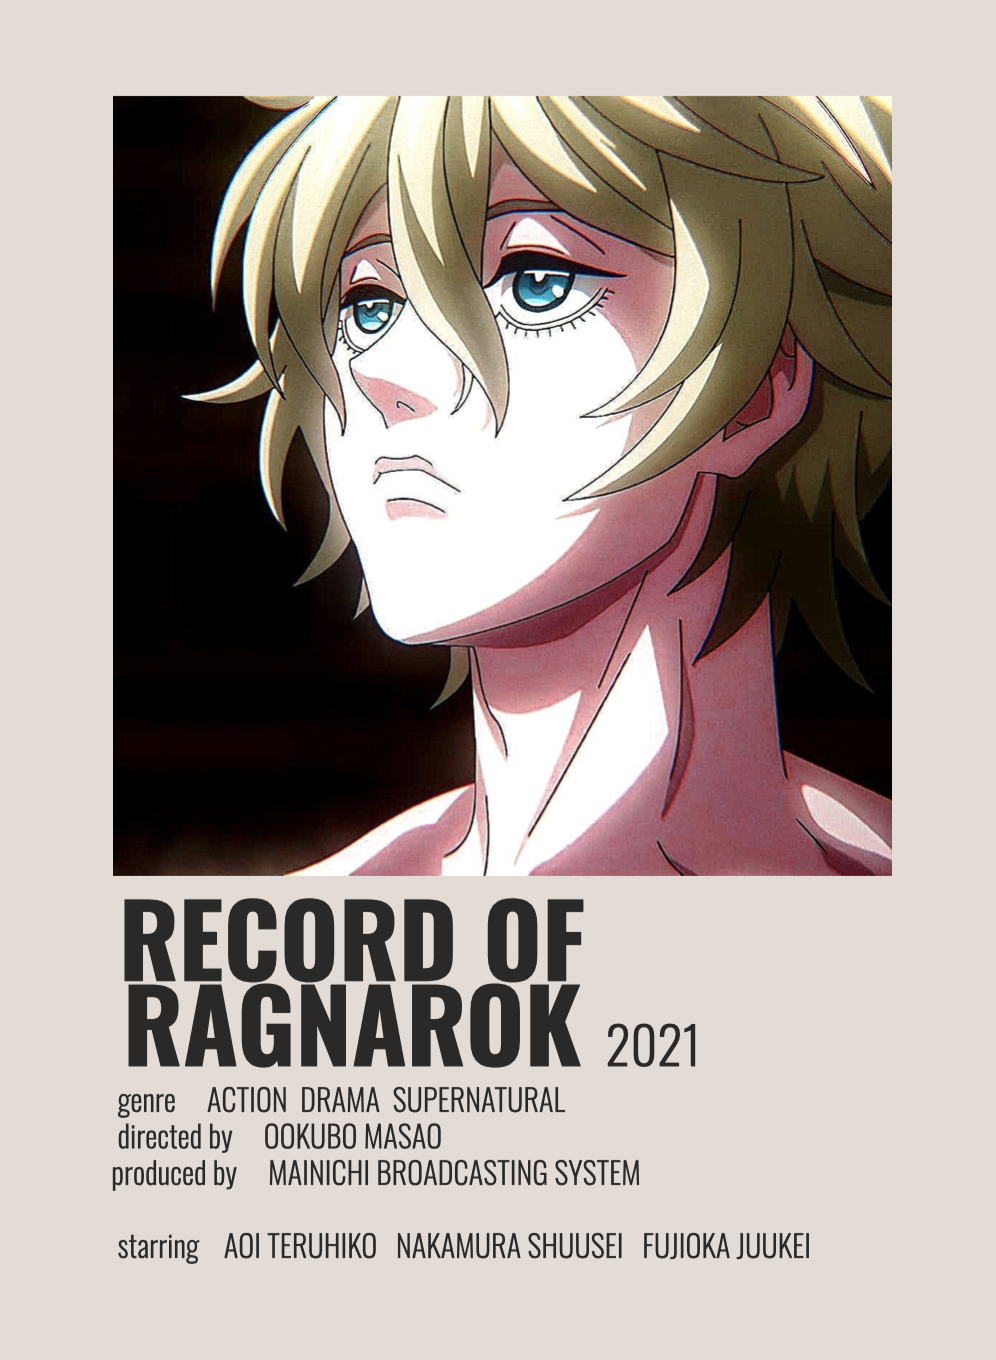 RECORD OF
RAGNAROK 2021
genre ACTION DRAMA SUPERNATURAL
directed by OOKUBO MASAO
produced by MAINICHI BROADCASTING SYSTEM
starring AOI TERUHIKO NAKAMURA SHUUSEI FUJIOKA JUUKEI